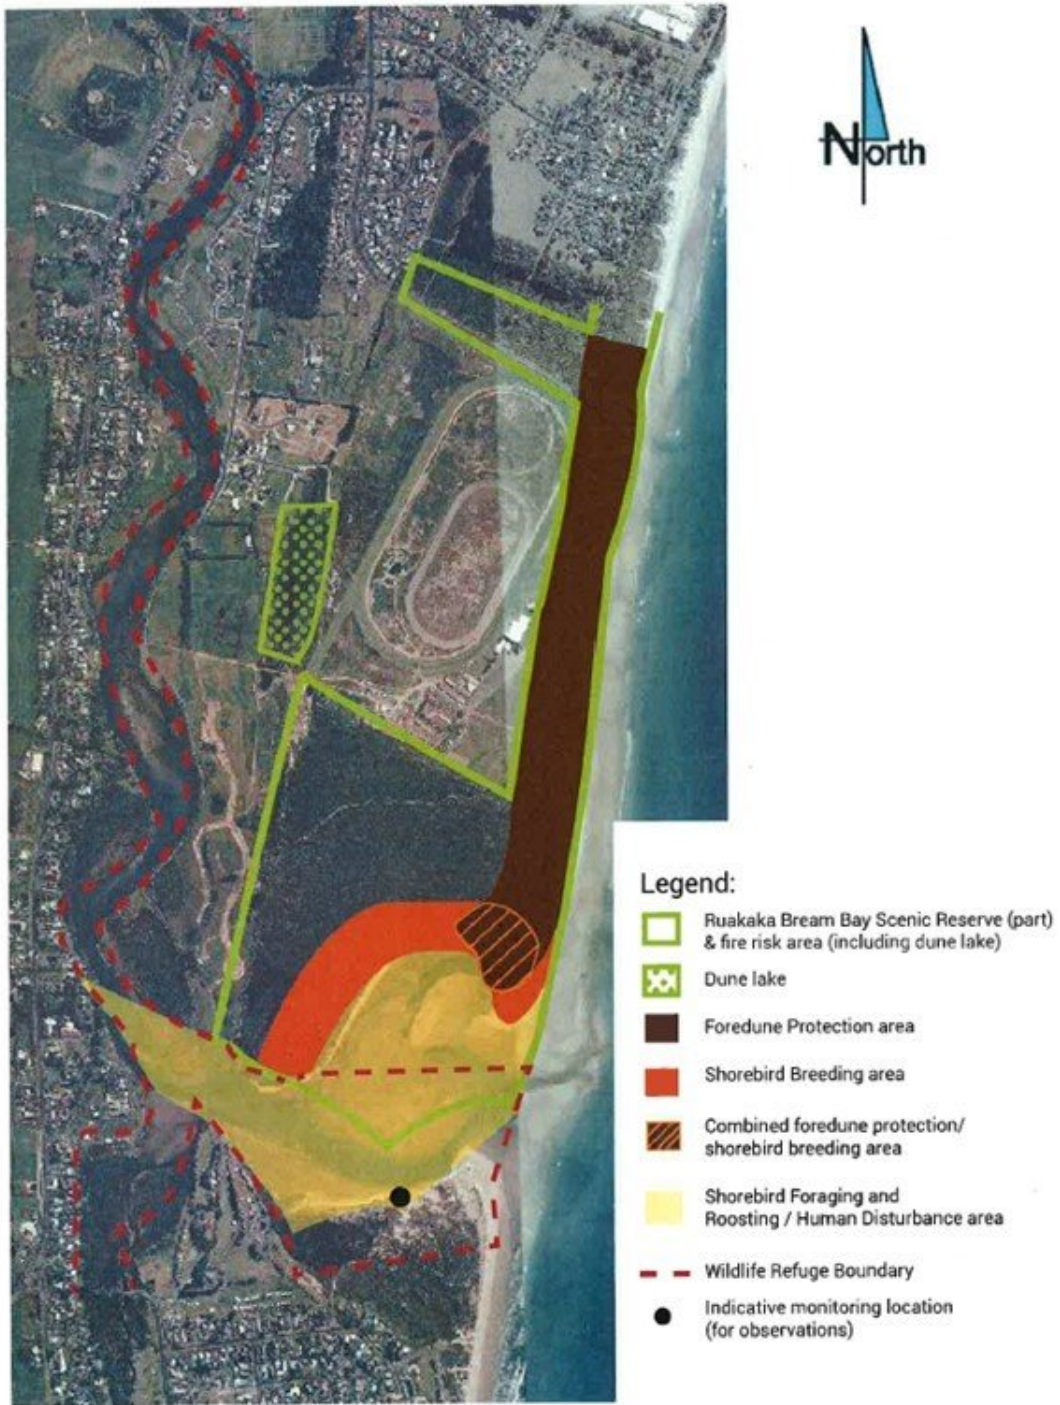 North
Legend:
Ruakaka Bream Bay Scenic Reserve (part)
& fire risk area (including dune lake)
Dune lake
Foredune Protection area
Shorebird Breeding area
Combined foredune protection/
shorebird breeding area
Shorebird Foraging and
Roosting / Human Disturbance area
Wildlife Refuge Boundary
Indicative monitoring location
(for observations)